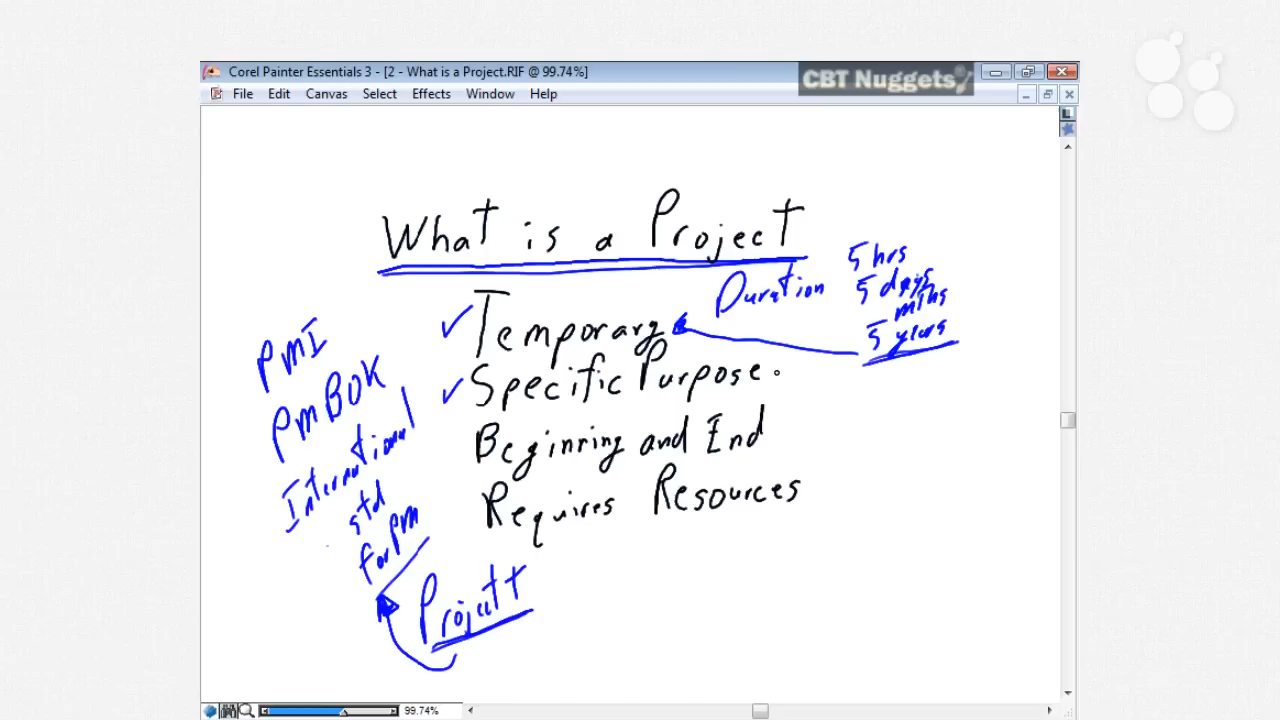 Corel Painter Essentials 3 - [2 - What is a Project.RIF @ 99.74%]
CBT Nuggets
File Edit Canvas Select Effects Window Help
What is a Project
Duration
5 hrs
5 days
mths
5 years
✓ Temporary
✓ Specific Purpose.
Beginning and End
Requires Resources
PMI
PMBOK
International
std
for PM
Project
99.74%